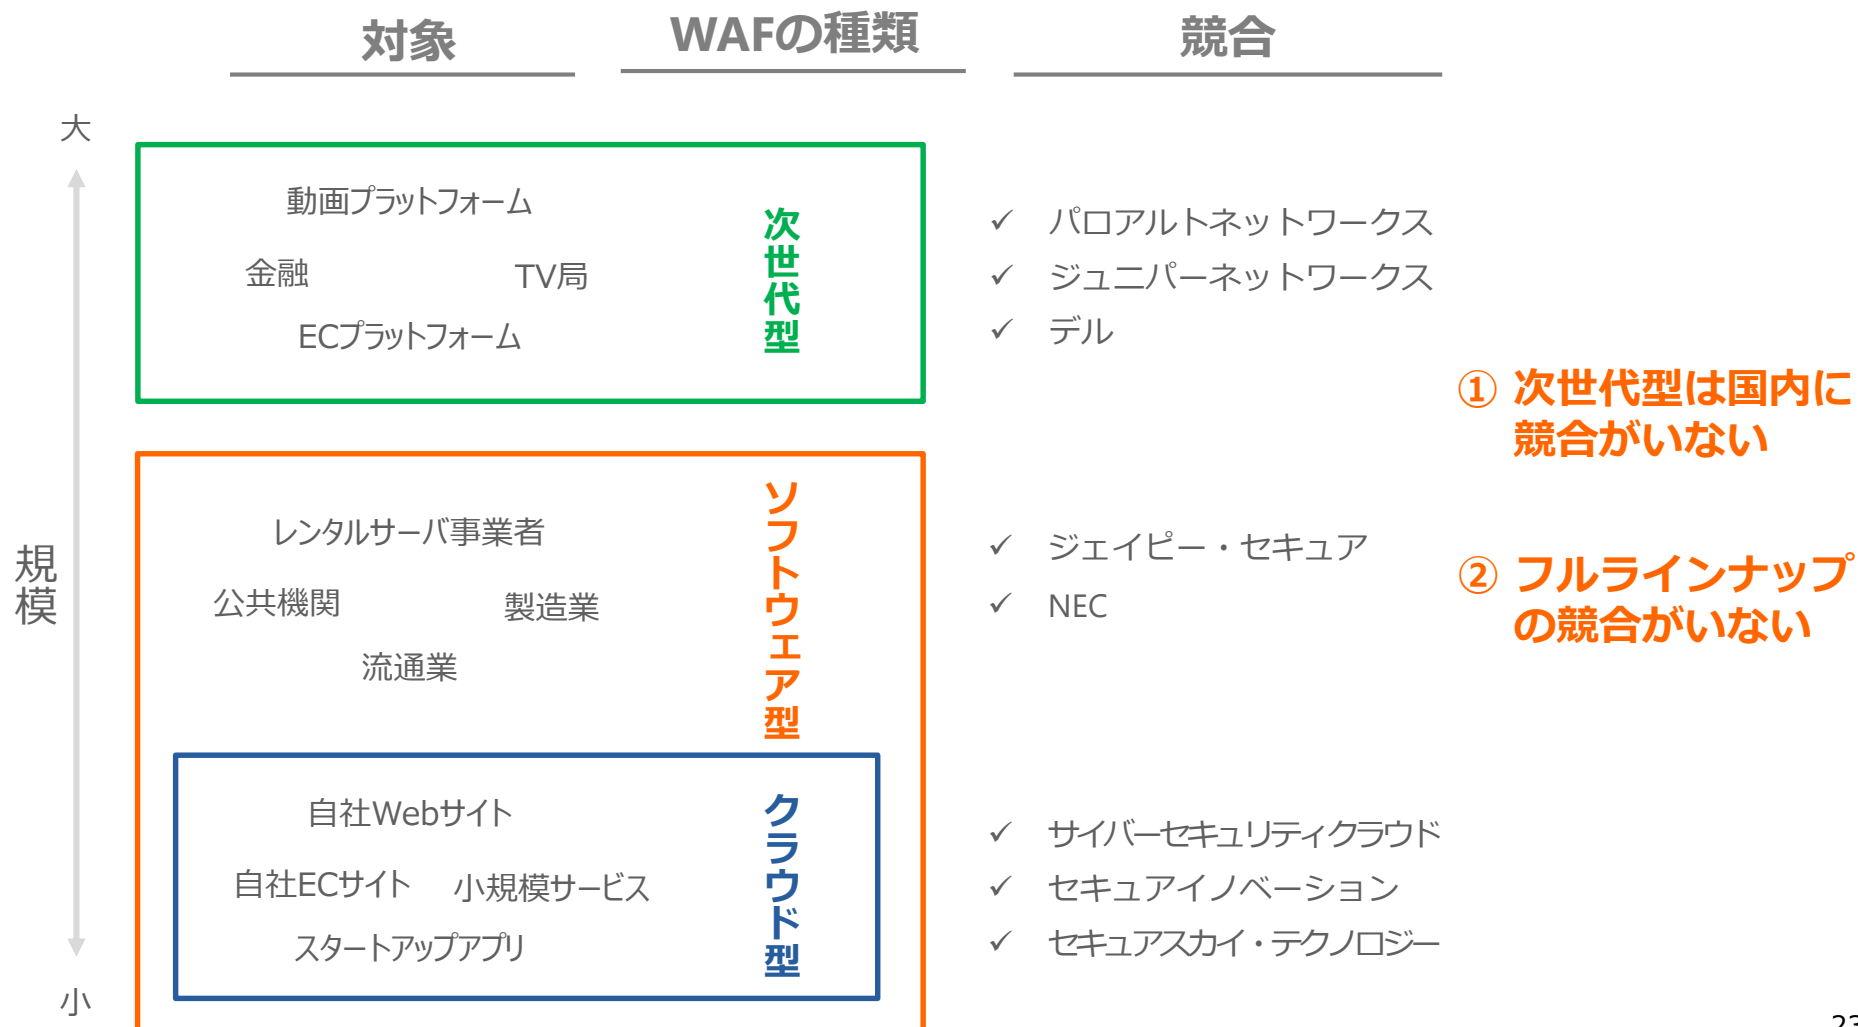 対象
WAFの種類
競合
大
規模
小
動画プラットフォーム
金融
TV局
ECプラットフォーム
次世代型
✓ パロアルトネットワークス
✓ ジュニパーネットワークス
✓ デル
① 次世代型は国内に
競合がいない
レンタルサーバ事業者
公共機関
製造業
流通業
ソフトウェア型
✓ ジェイピー・セキュア
✓ NEC
② フルラインナップ
の競合がいない
自社Webサイト
自社ECサイト
小規模サービス
スタートアップアプリ
クラウド型
✓ サイバーセキュリティクラウド
✓ セキュアイノベーション
✓ セキュアスカイ・テクノロジー